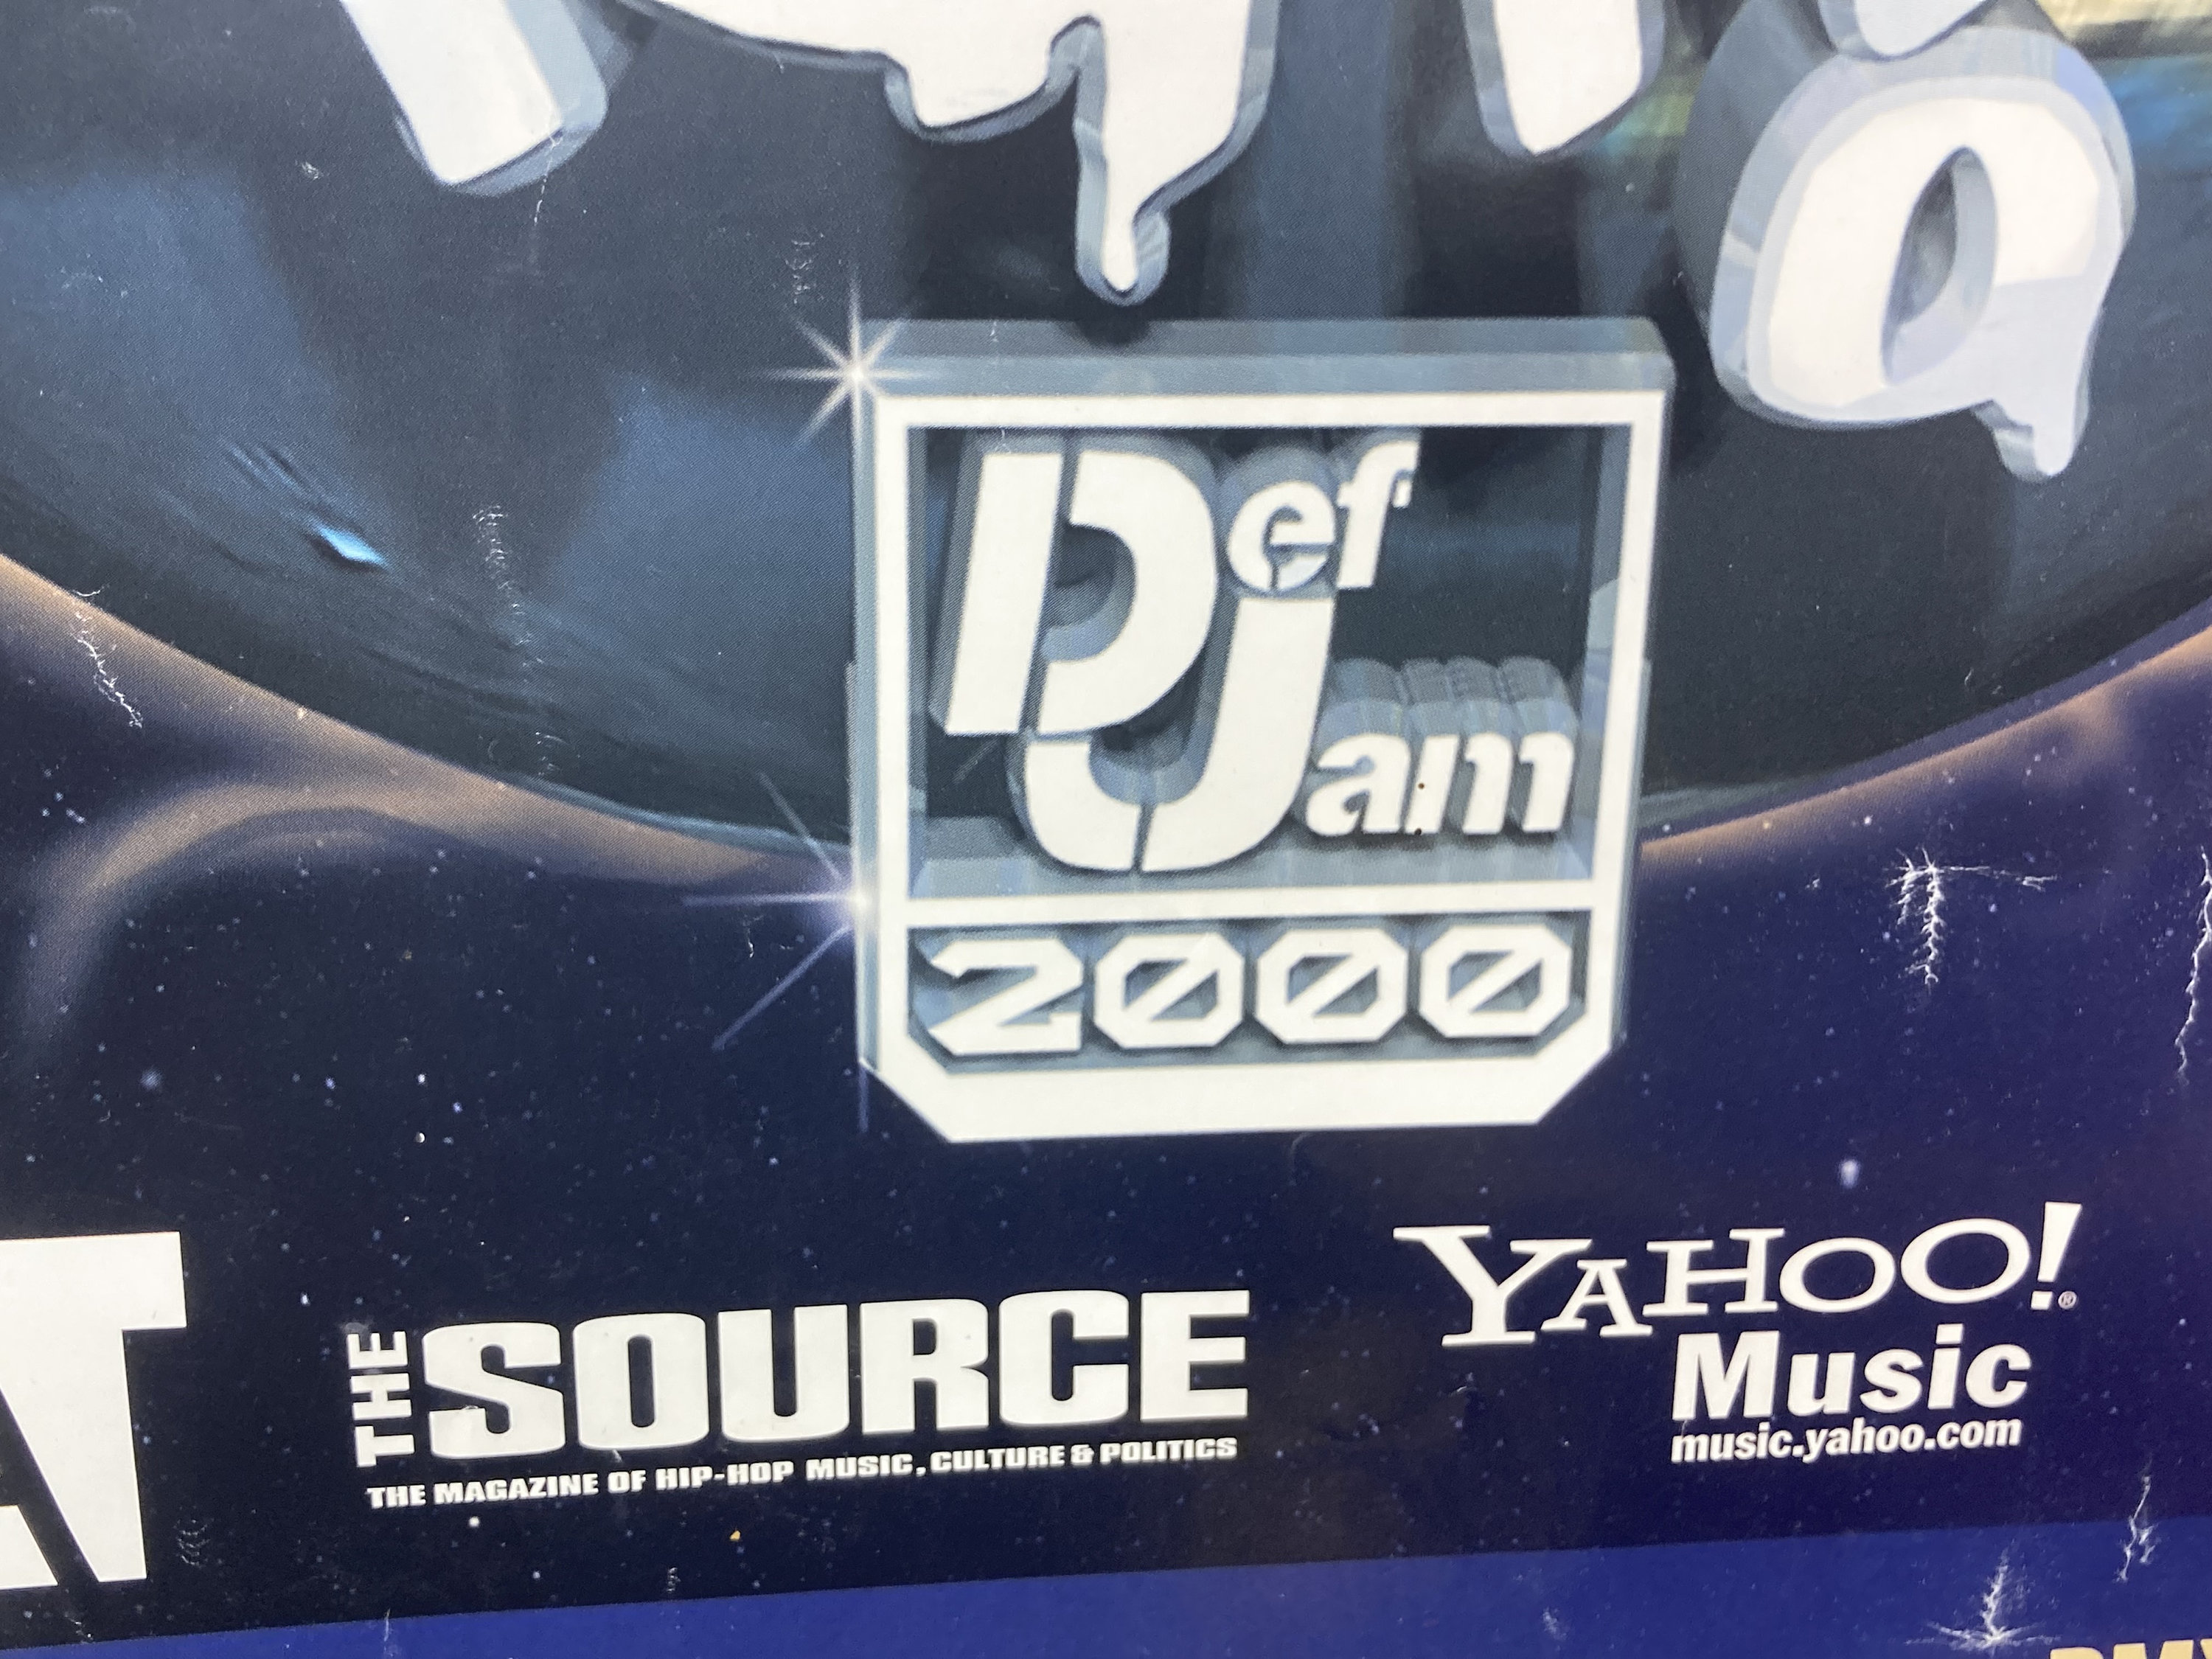 Def
Jam
2000
THE SOURCE
THE MAGAZINE OF HIP-HOP MUSIC, CULTURE & POLITICS
YAHOO!®
Music
music.yahoo.com